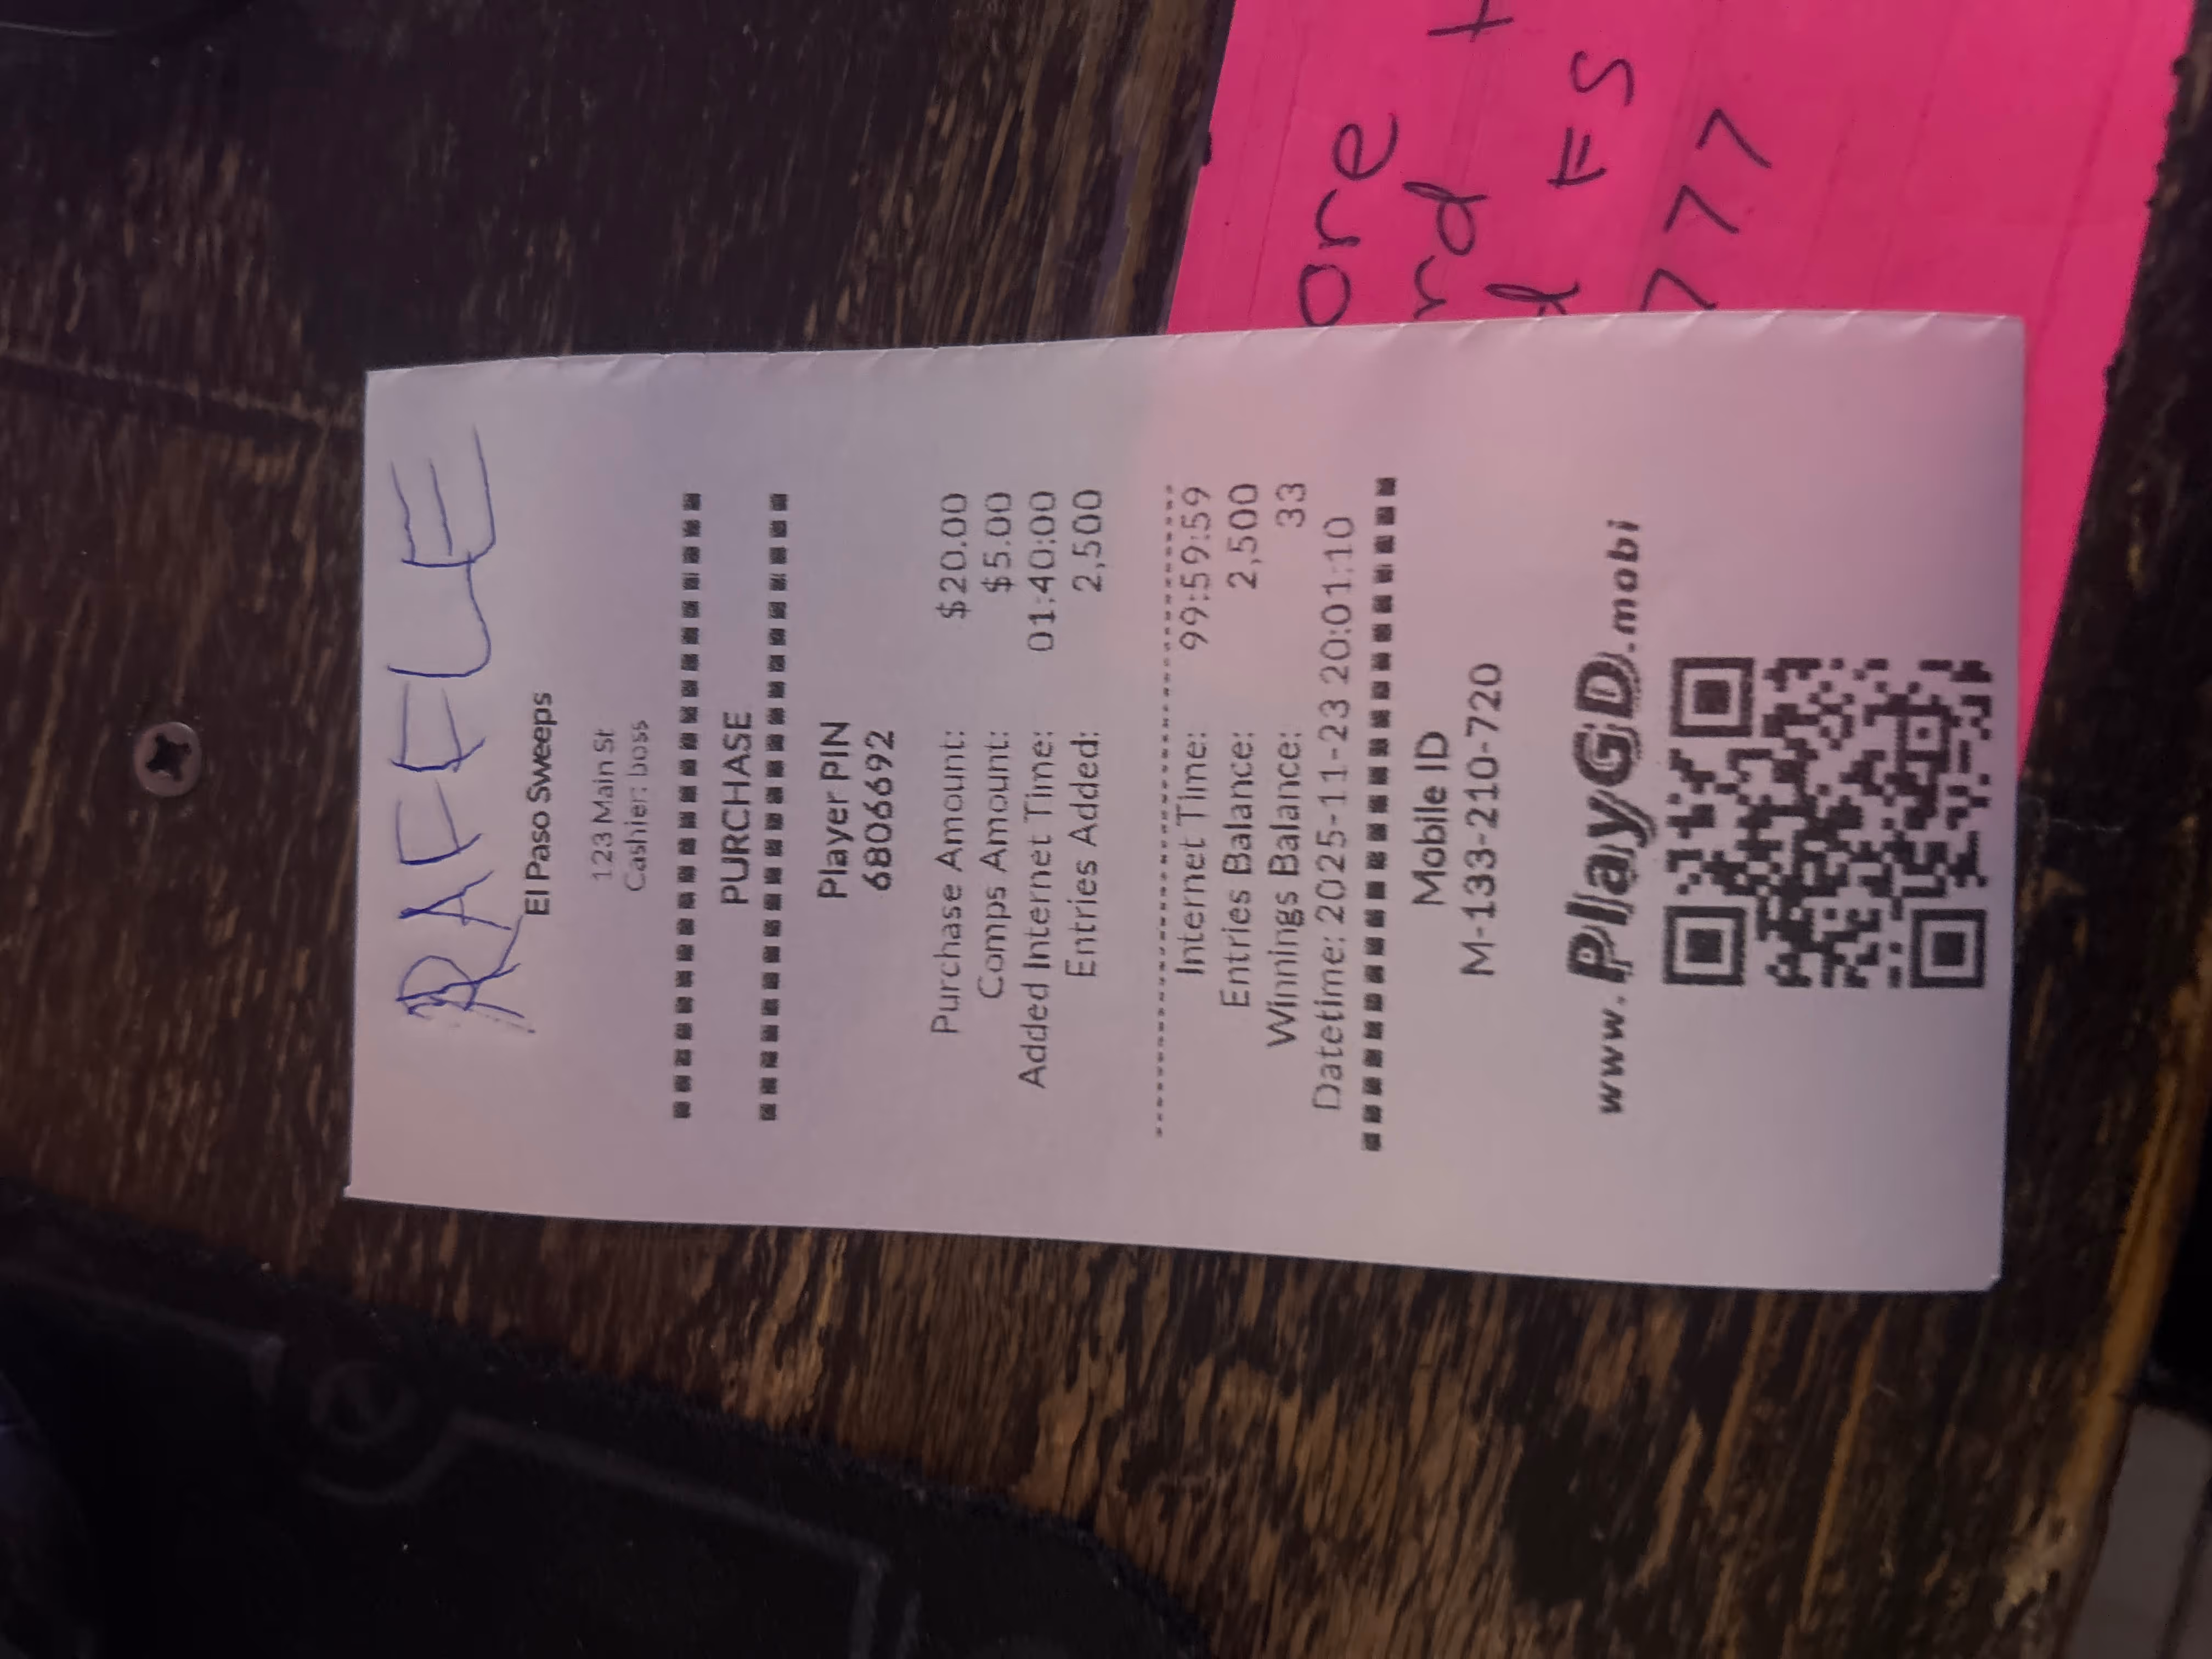 RAFFLE
El Paso Sweeps
123 Main St
Cashier: boss
PURCHASE
Player PIN
6806692
Purchase Amount: $20.00
Comps Amount: $5.00
Added Internet Time: 01:40:00
Entries Added: 2,500
Internet Time: 99:59:59
Entries Balance: 2,500
Winnings Balance: 33
Datetime: 2025-11-23 20:01:10
Mobile ID
M-133-210-720
www.PlayGD.mobi
ore
rd
777